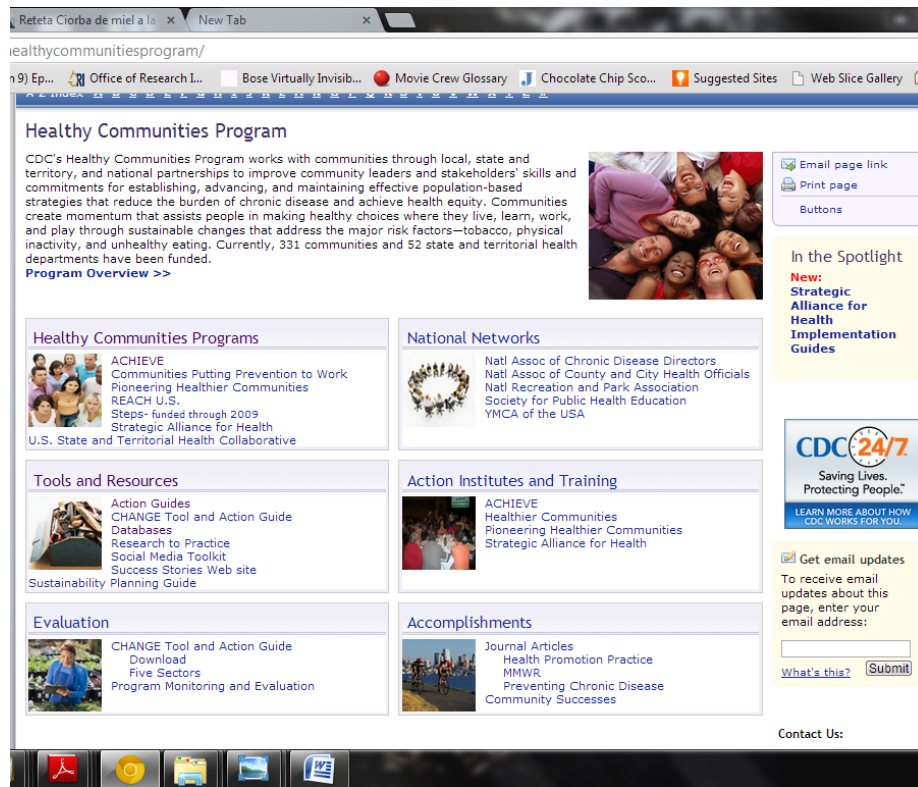 Reteta Ciorba de miel a la
New Tab
healthycommunitiesprogram/
n 9) Ep...
Office of Research I...
Bose Virtually Invisib...
Movie Crew Glossary
Chocolate Chip Sco...
Suggested Sites
Web Slice Gallery
Healthy Communities Program
CDC's Healthy Communities Program works with communities through local, state and
territory, and national partnerships to improve community leaders and stakeholders' skills and
commitments for establishing, advancing, and maintaining effective population-based
strategies that reduce the burden of chronic disease and achieve health equity. Communities
create momentum that assists people in making healthy choices where they live, learn, work,
and play through sustainable changes that address the major risk factors—tobacco, physical
inactivity, and unhealthy eating. Currently, 331 communities and 52 state and territorial health
departments have been funded.
Program Overview >>
Healthy Communities Programs
ACHIEVE
Communities Putting Prevention to Work
Pioneering Healthier Communities
REACH U.S.
Steps- funded through 2009
Strategic Alliance for Health
U.S. State and Territorial Health Collaborative
National Networks
Natl Assoc of Chronic Disease Directors
Natl Assoc of County and City Health Officials
Natl Recreation and Park Association
Society for Public Health Education
YMCA of the USA
Tools and Resources
Action Guides
CHANGE Tool and Action Guide
Databases
Research to Practice
Social Media Toolkit
Success Stories Web site
Sustainability Planning Guide
Action Institutes and Training
ACHIEVE
Healthier Communities
Pioneering Healthier Communities
Strategic Alliance for Health
Evaluation
CHANGE Tool and Action Guide
Download
Five Sectors
Program Monitoring and Evaluation
Accomplishments
Journal Articles
Health Promotion Practice
MMWR
Preventing Chronic Disease
Community Successes
Email page link
Print page
Buttons
In the Spotlight
New:
Strategic
Alliance for
Health
Implementation
Guides
CDC 24/7
Saving Lives.
Protecting People.™
LEARN MORE ABOUT HOW
CDC WORKS FOR YOU.
Get email updates
To receive email
updates about this
page, enter your
email address:
What's this?
Submit
Contact Us: